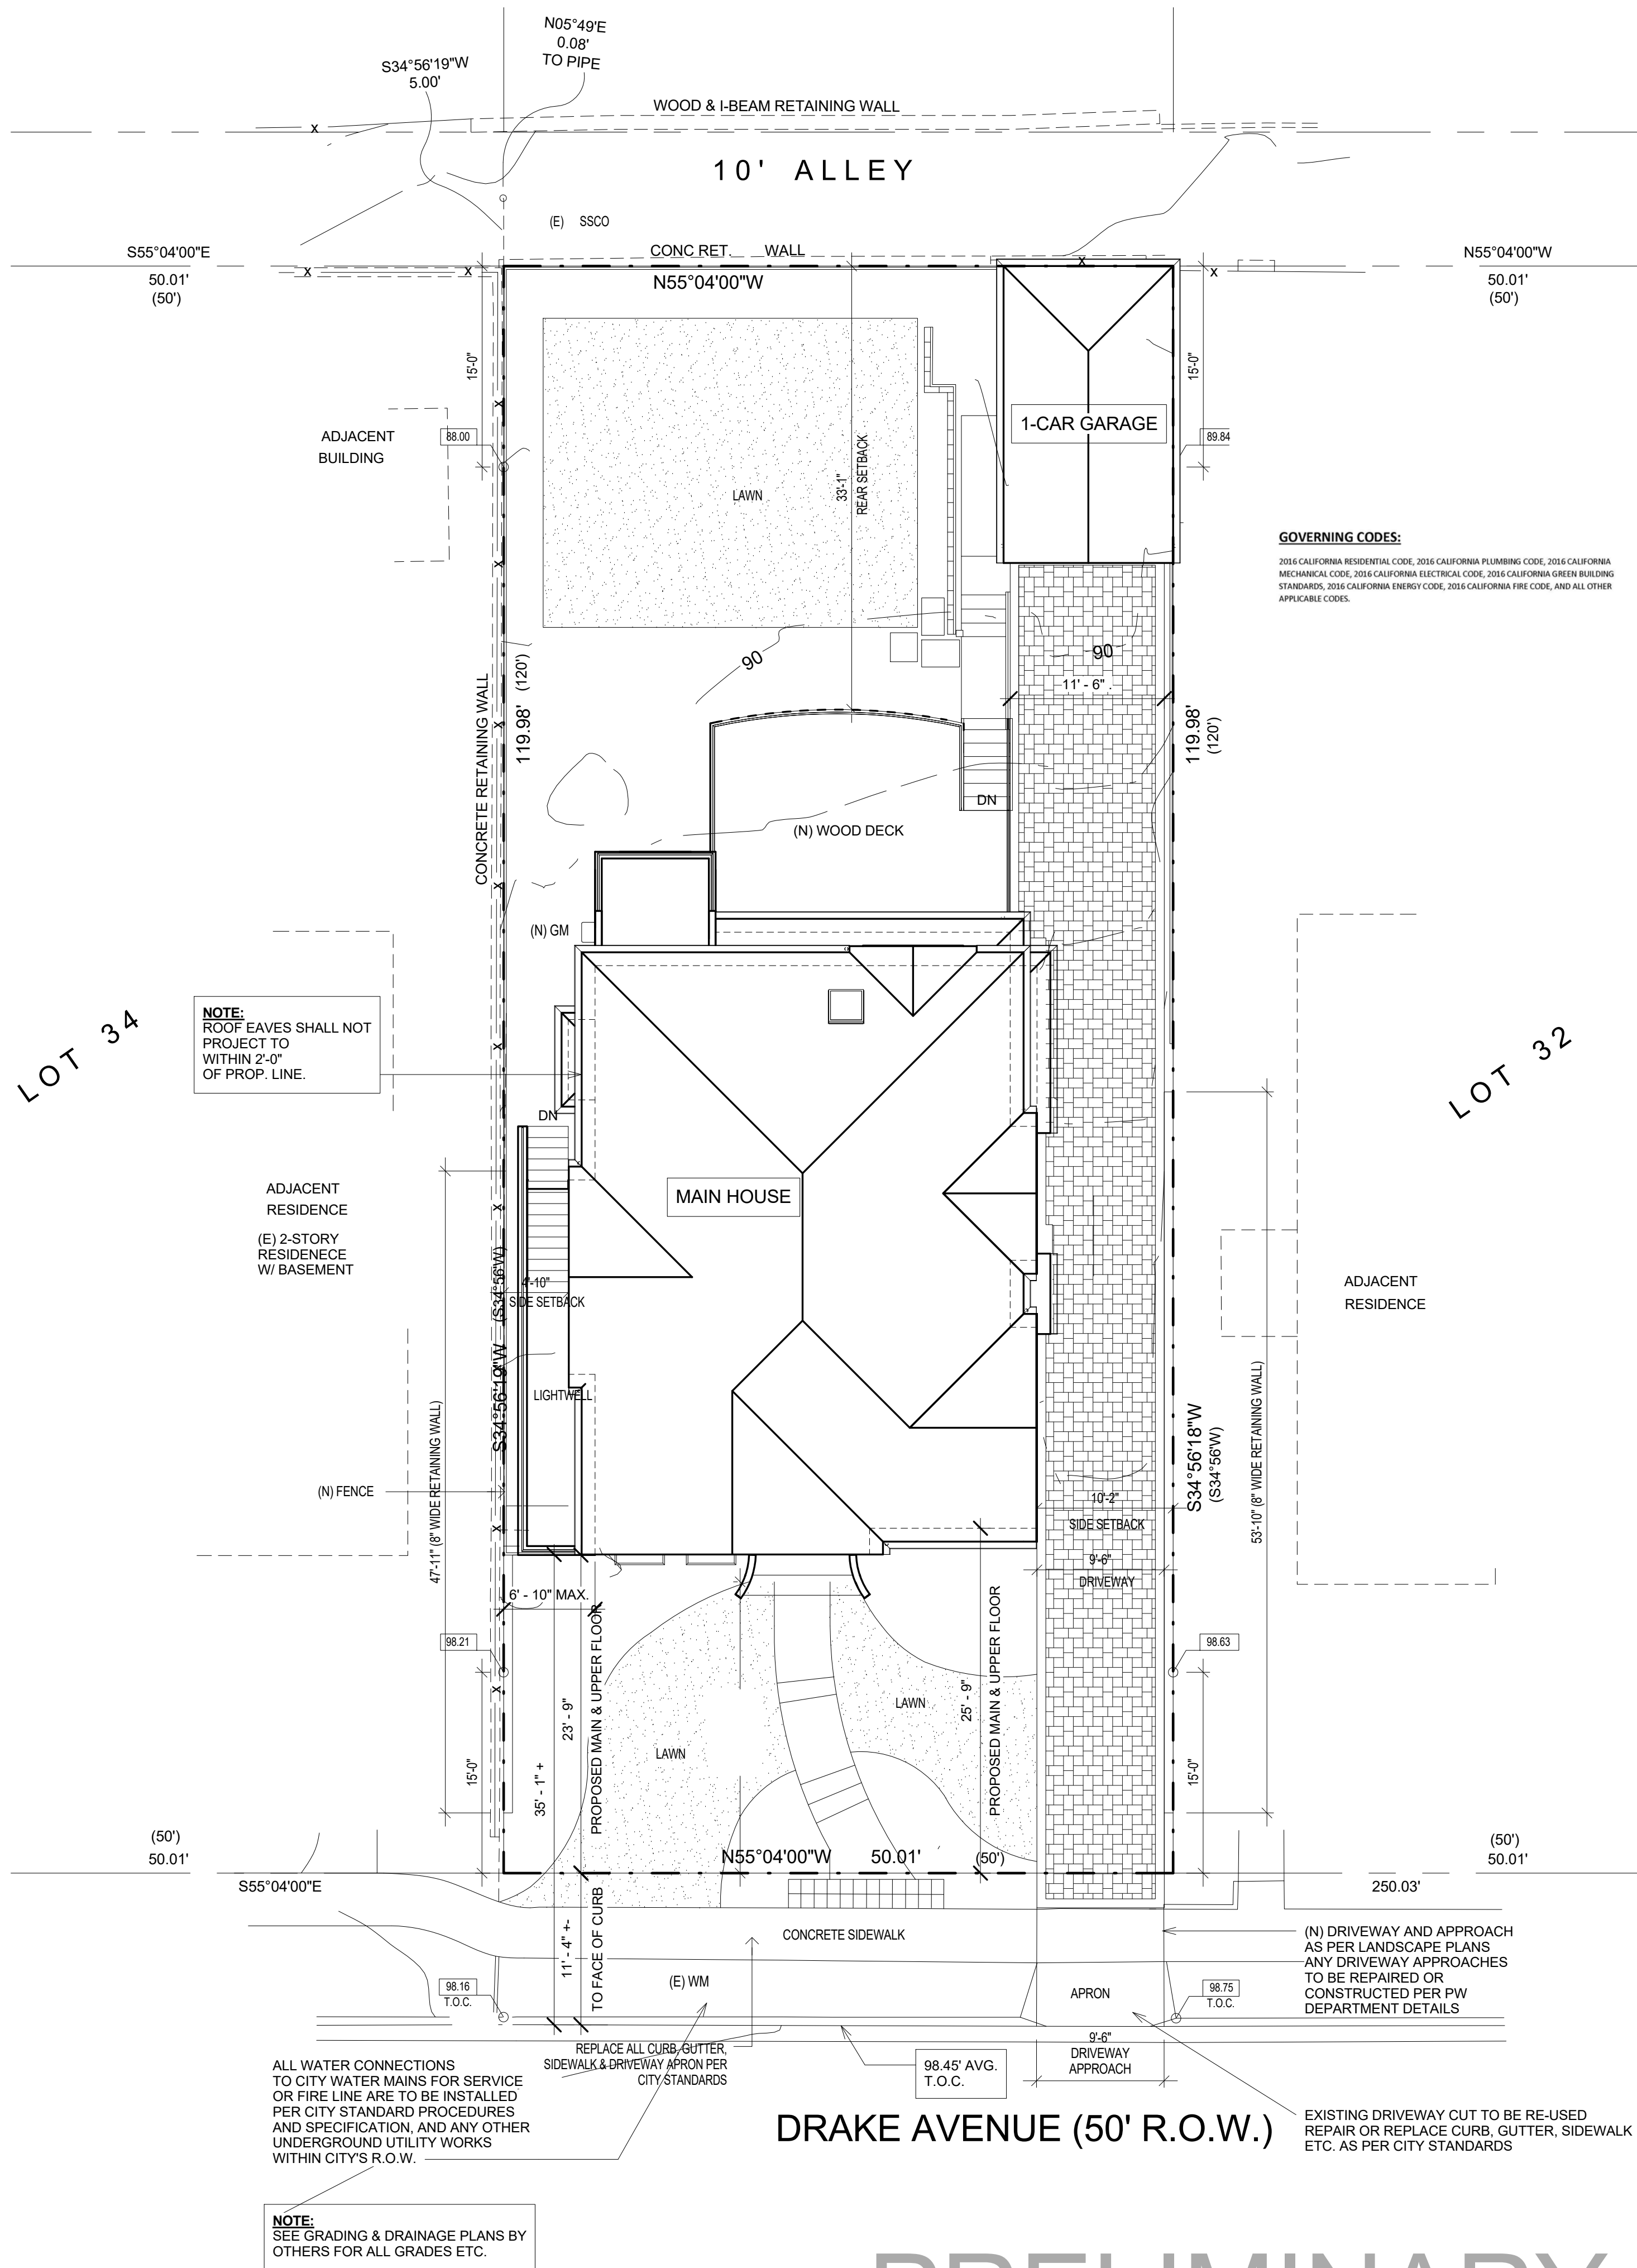 N05°49'E
0.08'
TO PIPE
S34°56'19"W
5.00'
WOOD & I-BEAM RETAINING WALL
x
10' ALLEY
(E) SSCO
CONC RET. WALL
S55°04'00"E
50.01'
(50')
x
x
N55°04'00"W
x
x
N55°04'00"W
50.01'
(50')
15'-0"
15'-0"
x
1-CAR GARAGE
ADJACENT
BUILDING
88.00
89.84
33'-1"
REAR SETBACK
LAWN
GOVERNING CODES:
2016 CALIFORNIA RESIDENTIAL CODE, 2016 CALIFORNIA PLUMBING CODE, 2016 CALIFORNIA
MECHANICAL CODE, 2016 CALIFORNIA ELECTRICAL CODE, 2016 CALIFORNIA GREEN BUILDING
STANDARDS, 2016 CALIFORNIA ENERGY CODE, 2016 CALIFORNIA FIRE CODE, AND ALL OTHER
APPLICABLE CODES.
x
90
90
11' - 6" .
CONCRETE RETAINING WALL
119.98' (120')
x
119.98'
(120')
DN
(N) WOOD DECK
x
(N) GM
LOT 34
NOTE:
ROOF EAVES SHALL NOT
PROJECT TO
WITHIN 2'-0"
OF PROP. LINE.
x
LOT 32
DN
MAIN HOUSE
ADJACENT
RESIDENCE
x
(E) 2-STORY
RESIDENECE
W/ BASEMENT
4'-10"
SIDE SETBACK
S34°56'19"W (S34°56'W)
ADJACENT
RESIDENCE
x
LIGHTWELL
47'-11" (8" WIDE RETAINING WALL)
S34°56'18"W
(S34°56'W)
53'-10" (8" WIDE RETAINING WALL)
(N) FENCE
x
10'-2"
SIDE SETBACK
9'-6"
DRIVEWAY
6' - 10" MAX.
98.21
98.63
x
23' - 9"
PROPOSED MAIN & UPPER FLOOR
25' - 9"
PROPOSED MAIN & UPPER FLOOR
LAWN
LAWN
15'-0"
35' - 1" +
15'-0"
(50')
50.01'
N55°04'00"W 50.01' (50')
(50')
50.01'
S55°04'00"E
250.03'
11' - 4" +-
TO FACE OF CURB
CONCRETE SIDEWALK
(N) DRIVEWAY AND APPROACH
AS PER LANDSCAPE PLANS
ANY DRIVEWAY APPROACHES
TO BE REPAIRED OR
CONSTRUCTED PER PW
DEPARTMENT DETAILS
(E) WM
APRON
98.16
T.O.C.
98.75
T.O.C.
REPLACE ALL CURB, GUTTER,
SIDEWALK & DRIVEWAY APRON PER
CITY STANDARDS
98.45' AVG.
T.O.C.
9'-6"
DRIVEWAY
APPROACH
ALL WATER CONNECTIONS
TO CITY WATER MAINS FOR SERVICE
OR FIRE LINE ARE TO BE INSTALLED
PER CITY STANDARD PROCEDURES
AND SPECIFICATION, AND ANY OTHER
UNDERGROUND UTILITY WORKS
WITHIN CITY'S R.O.W.
DRAKE AVENUE (50' R.O.W.)
EXISTING DRIVEWAY CUT TO BE RE-USED
REPAIR OR REPLACE CURB, GUTTER, SIDEWALK
ETC. AS PER CITY STANDARDS
NOTE:
SEE GRADING & DRAINAGE PLANS BY
OTHERS FOR ALL GRADES ETC.
PRELIMINARY